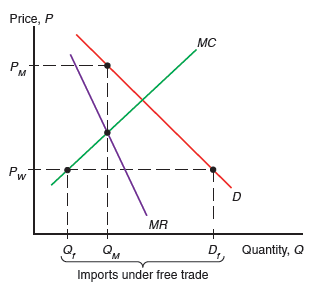 Price, P
MC
P_M
P_W
D
MR
Q_f Q_M D_f Quantity, Q
Imports under free trade